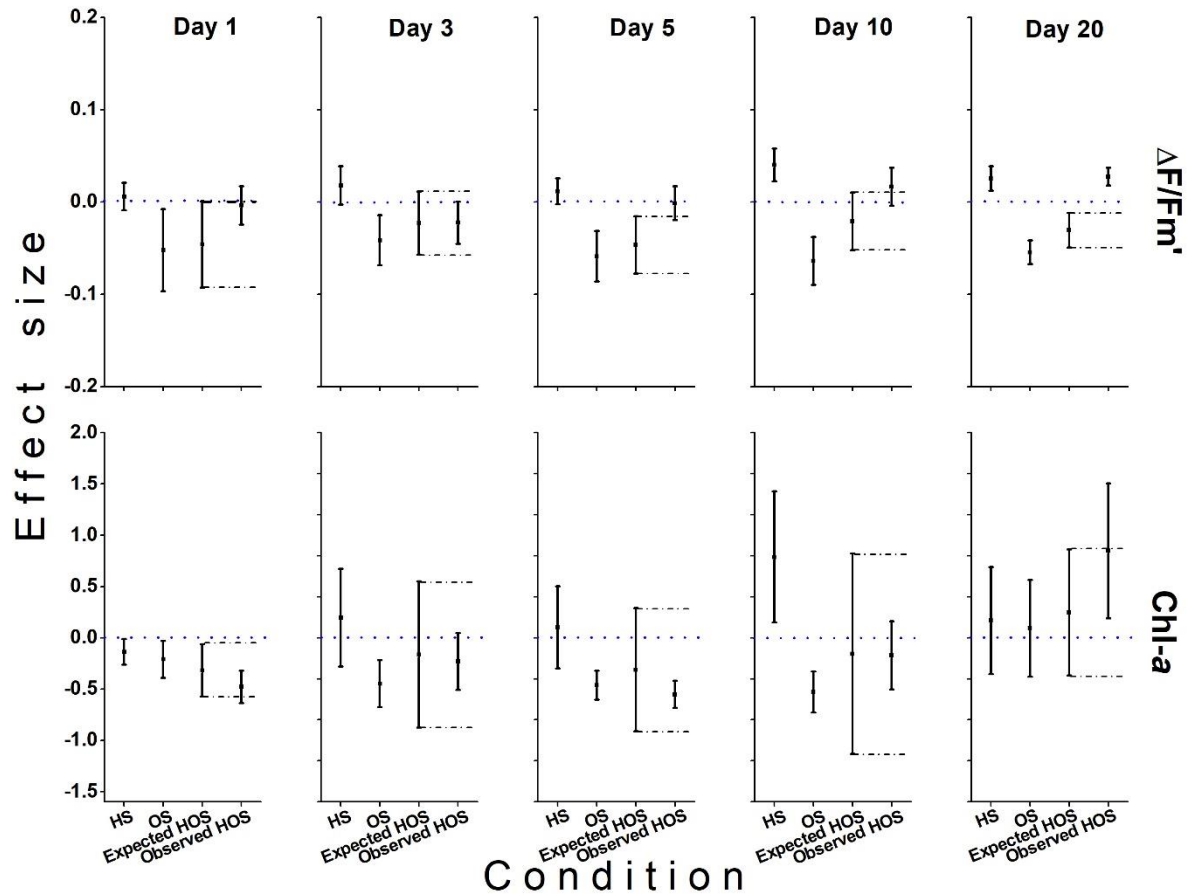 Day 1 Day 3 Day 5 Day 10 Day 20
0.2
0.1
0.0
-0.1
-0.2
ΔF/Fm'
Effect size
2.0
1.5
1.0
0.5
0.0
-0.5
-1.0
-1.5
Chl-a
HS OS Expected HOS Observed HOS
HS OS Expected HOS Observed HOS
HS OS Expected HOS Observed HOS
HS OS Expected HOS Observed HOS
HS OS Expected HOS Observed HOS
Condition